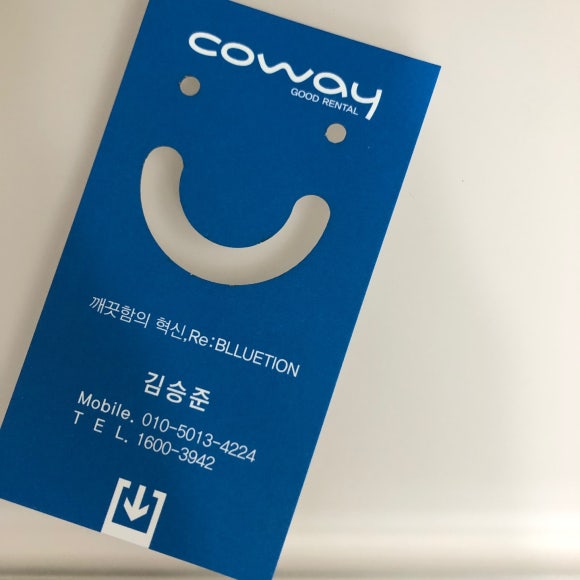 coway
GOOD RENTAL
깨끗함의 혁신,Re:BLLUETION
김승준
Mobile. 010-5013-4224
T E L. 1600-3942